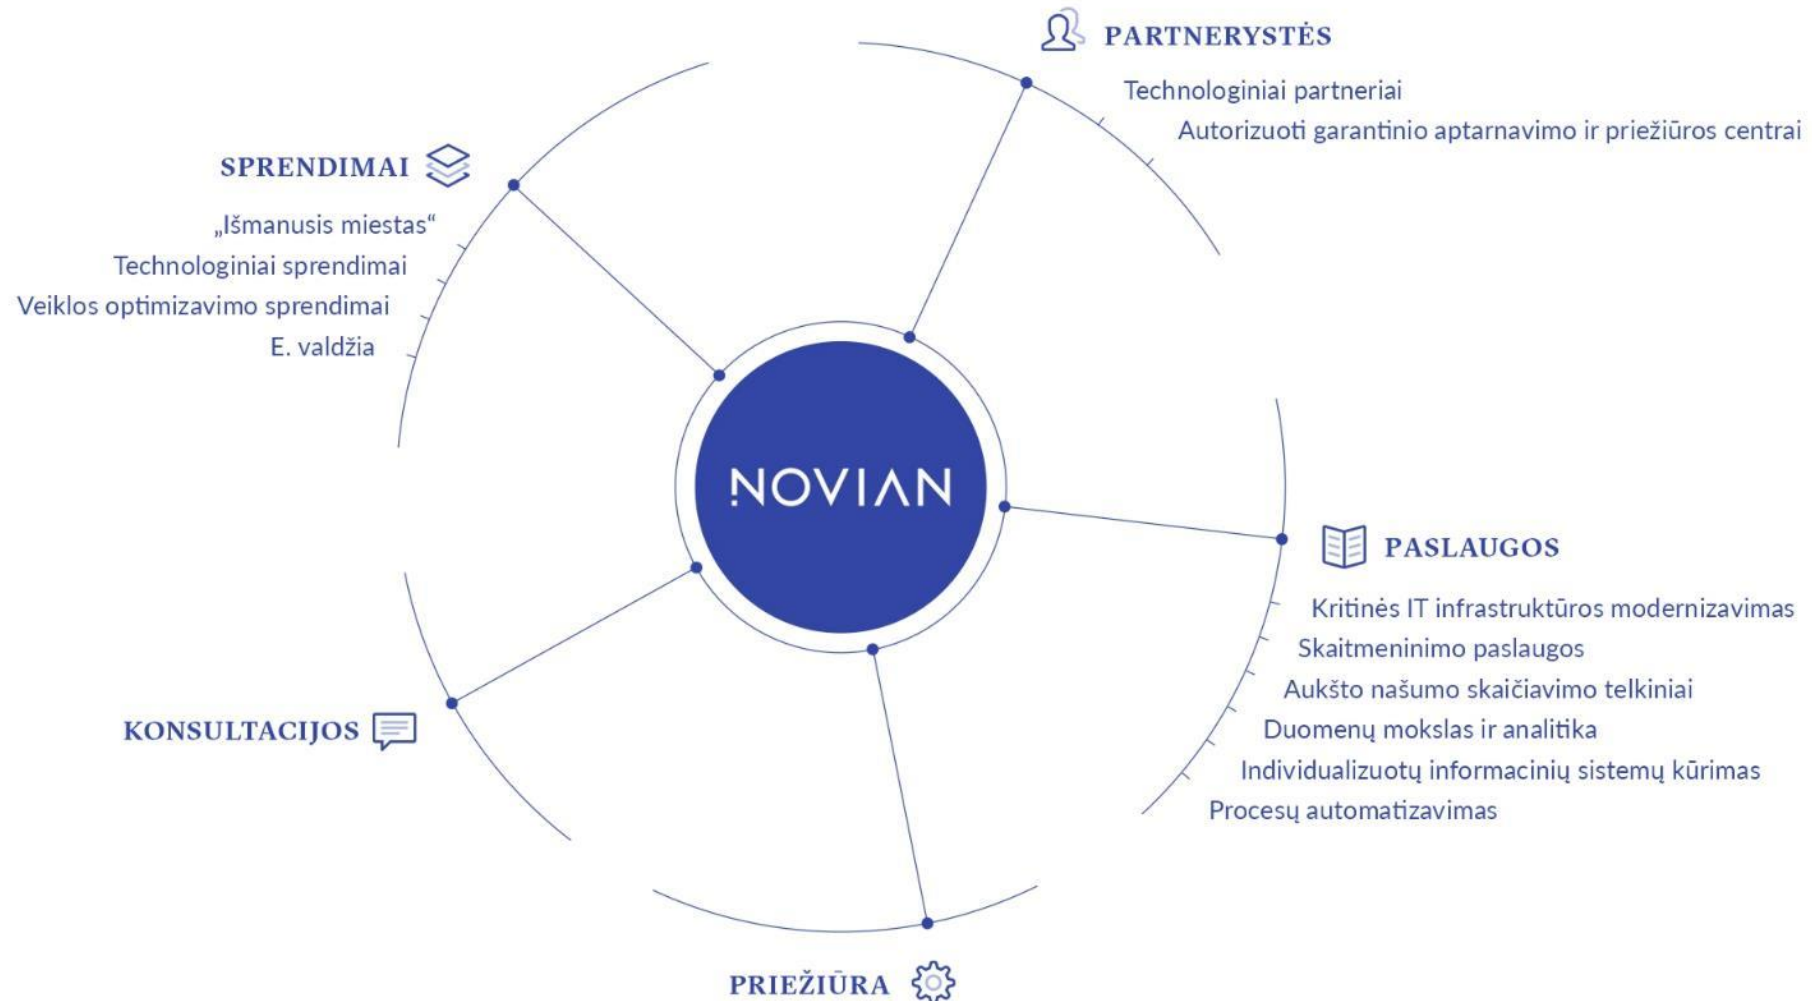 PARTNERYSTĖS
Technologiniai partneriai
Autorizuoti garantinio aptarnavimo ir priežiūros centrai
SPRENDIMAI
„Išmanusis miestas“
Technologiniai sprendimai
Veiklos optimizavimo sprendimai
E. valdžia
NOVIAN
PASLAUGOS
Kritinės IT infrastruktūros modernizavimas
Skaitmeninimo paslaugos
Aukšto našumo skaičiavimo telkiniai
Duomenų mokslas ir analitika
Individualizuotų informacinių sistemų kūrimas
Procesų automatizavimas
KONSULTACIJOS
PRIEŽIŪRA